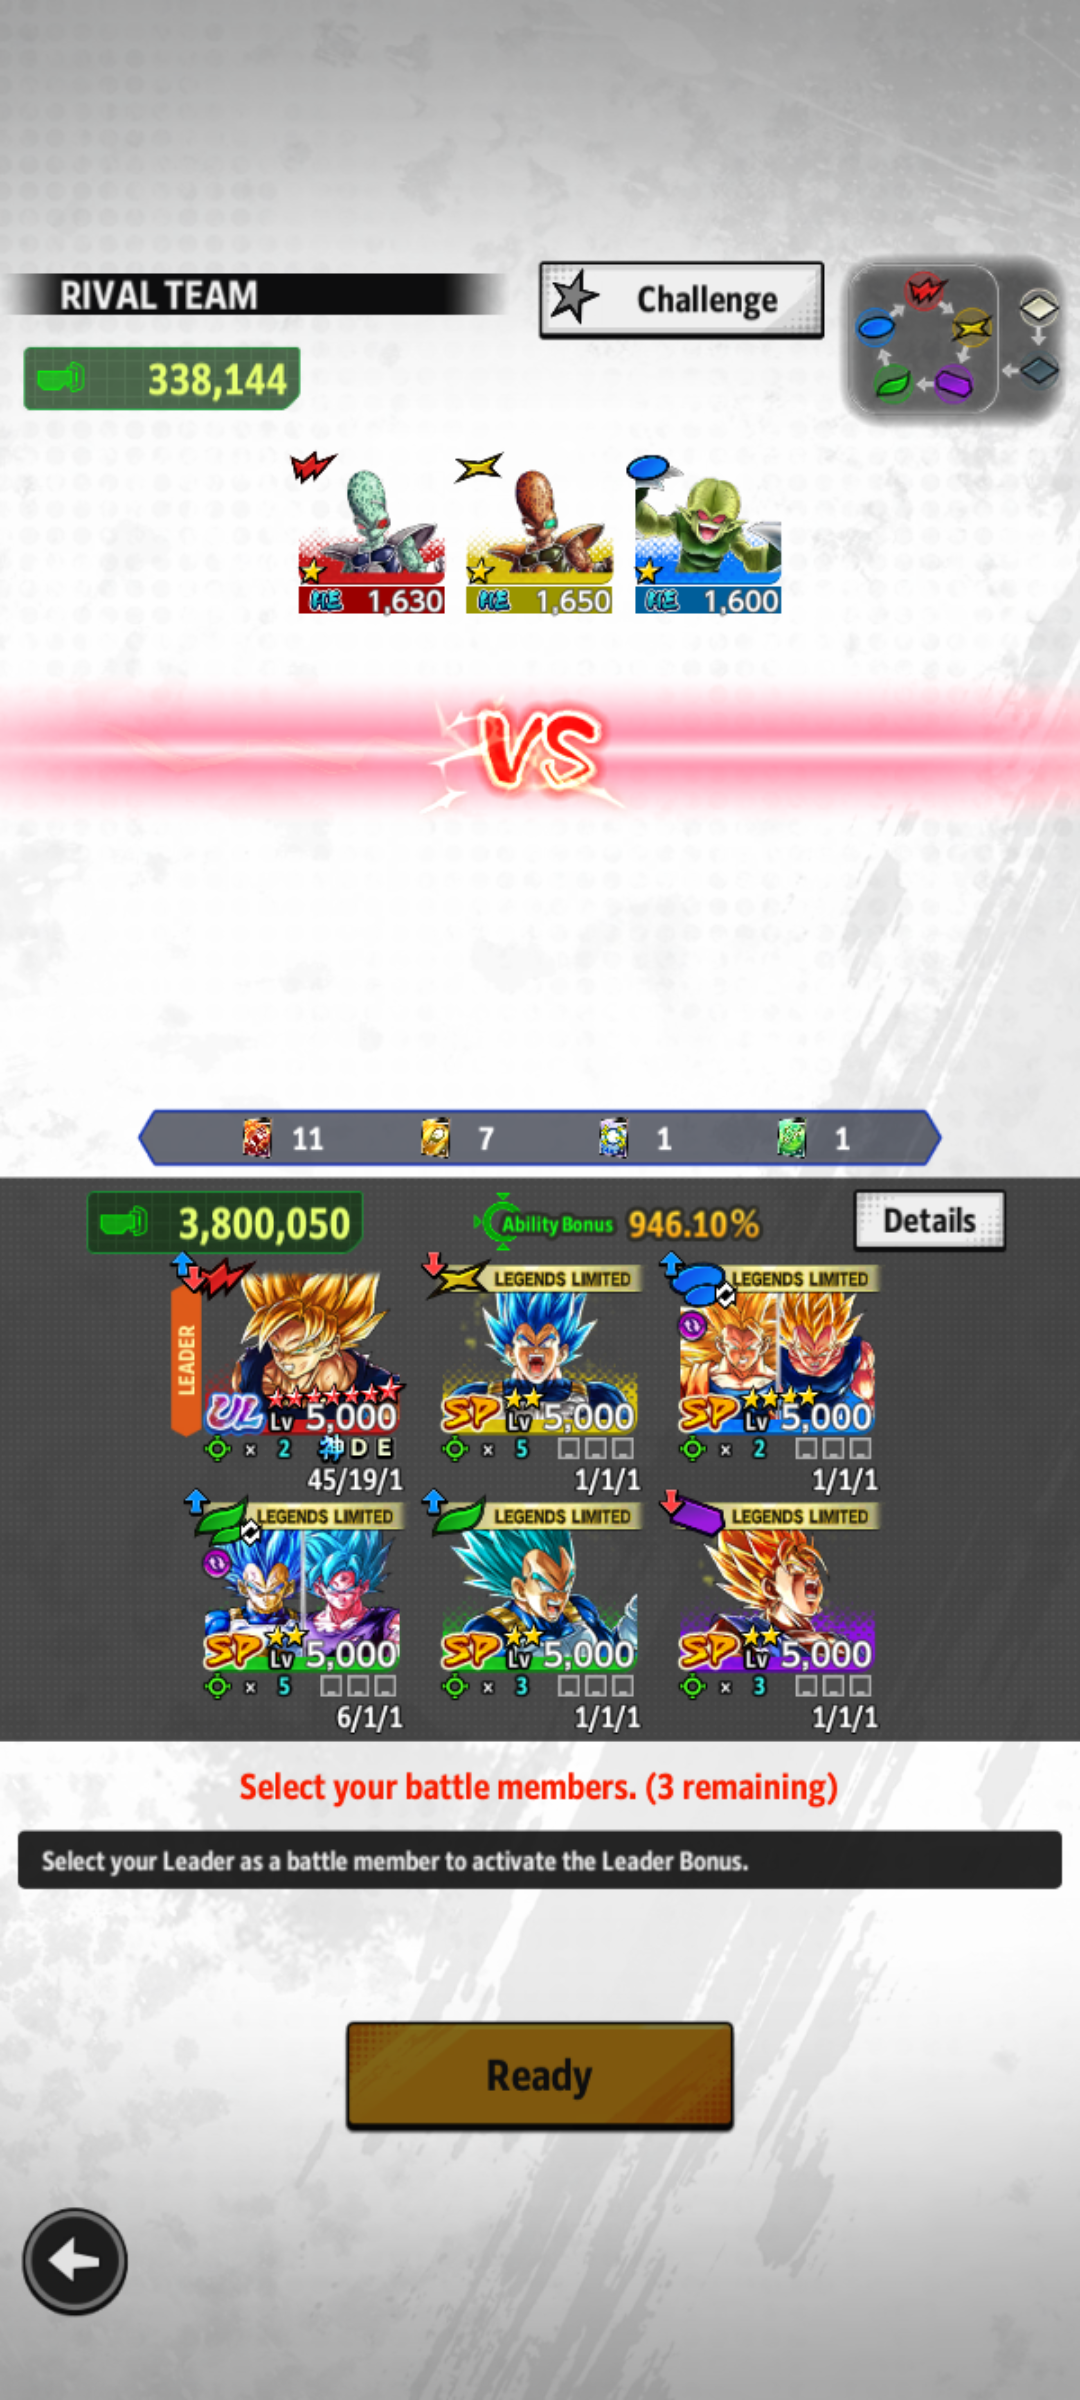 RIVAL TEAM
Challenge
338,144
HE 1,630
HE 1,650
HE 1,600
VS
11 7 1 1
3,800,050
Ability Bonus 946.10%
Details
LEADER
LEGENDS LIMITED
LEGENDS LIMITED
UL Lv 5,000
SP Lv 5,000
SP Lv 5,000
x 2 神 D E
x 5
x 2
45/19/1
1/1/1
1/1/1
LEGENDS LIMITED
LEGENDS LIMITED
LEGENDS LIMITED
SP Lv 5,000
SP Lv 5,000
SP Lv 5,000
x 5
x 3
x 3
6/1/1
1/1/1
1/1/1
Select your battle members. (3 remaining)
Select your Leader as a battle member to activate the Leader Bonus.
Ready